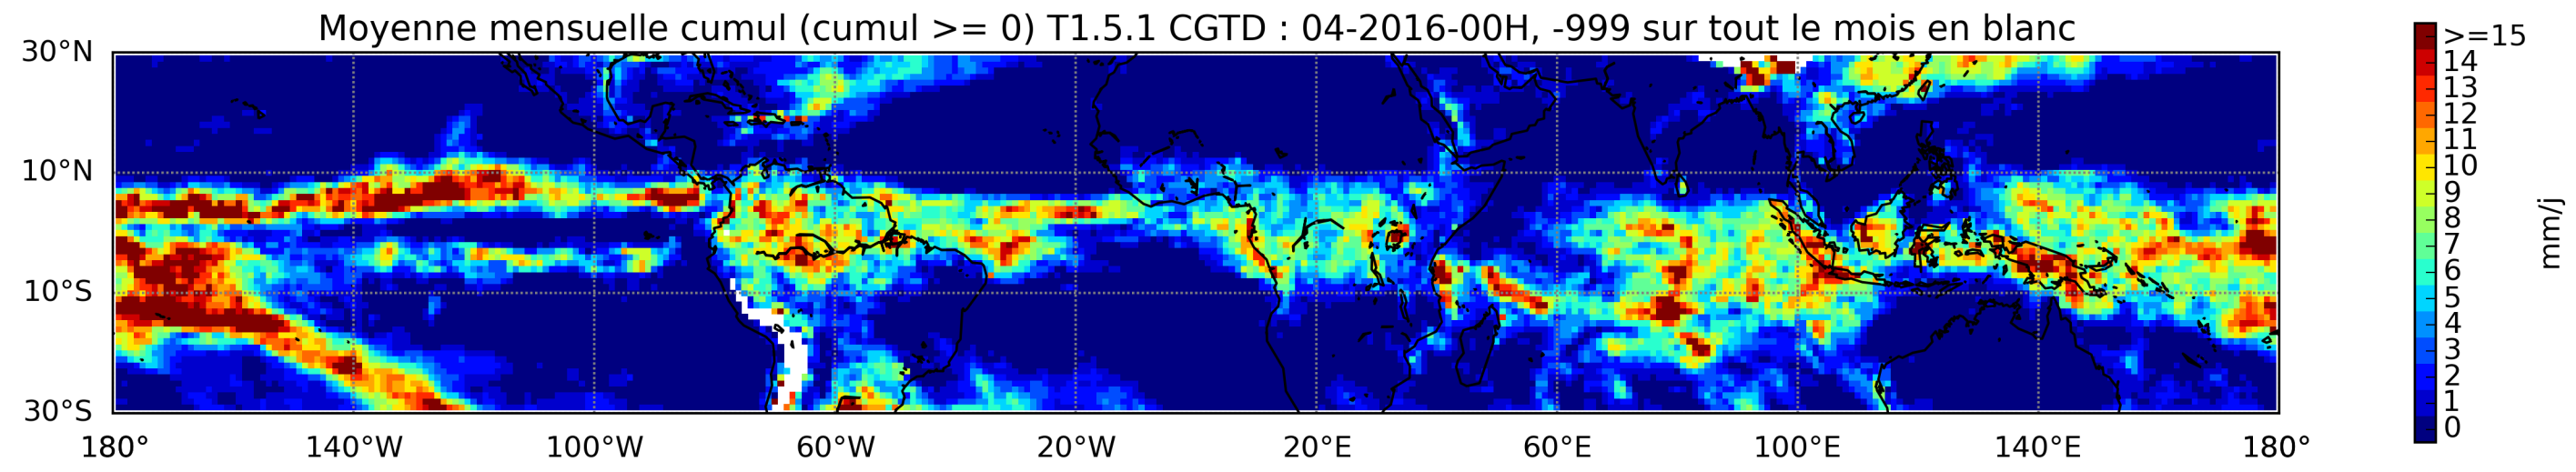 Moyenne mensuelle cumul (cumul >= 0) T1.5.1 CGTD : 04-2016-00H, -999 sur tout le mois en blanc
30°N
10°N
10°S
30°S
180° 140°W 100°W 60°W 20°W 20°E 60°E 100°E 140°E 180°
>=15
14
13
12
11
10
9
8
7
6
5
4
3
2
1
0
mm/j